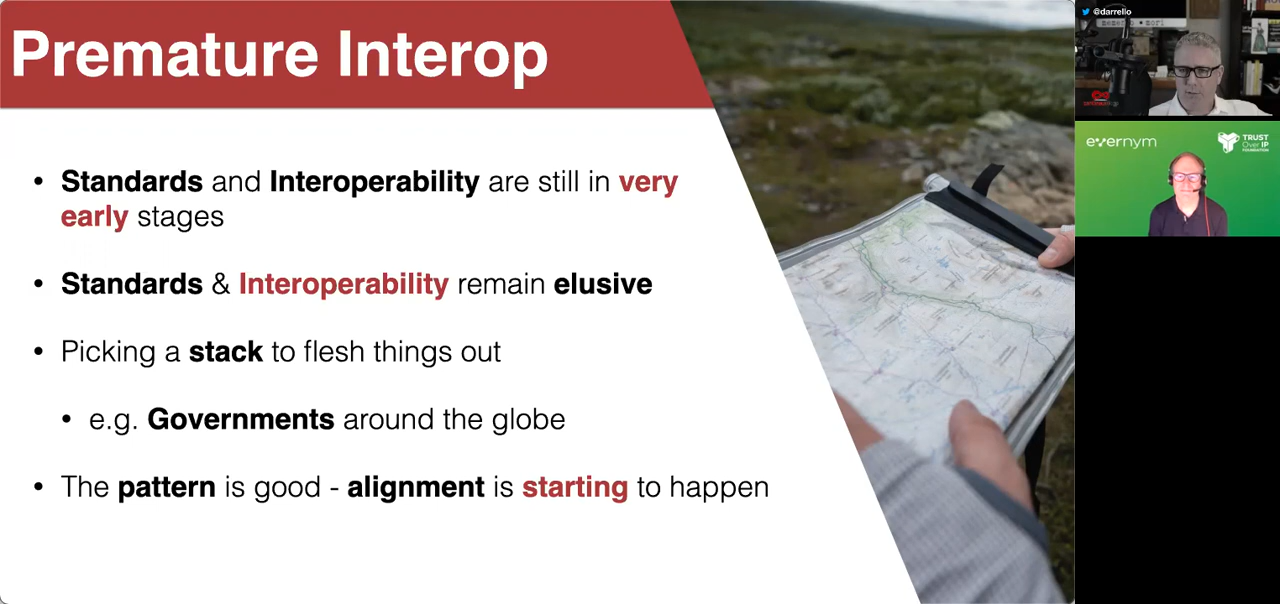 Premature Interop
• Standards and Interoperability are still in very
early stages
• Standards & Interoperability remain elusive
• Picking a stack to flesh things out
• e.g. Governments around the globe
• The pattern is good - alignment is starting to happen
@darrello
evernym
TRUST
Over IP
FOUNDATION